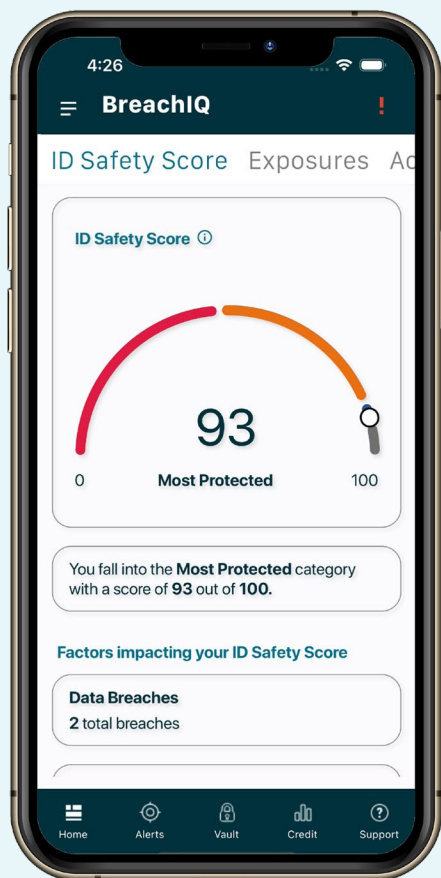 4:26
BreachIQ
!
ID Safety Score Exposures Ac
ID Safety Score
93
0 Most Protected 100
You fall into the Most Protected category
with a score of 93 out of 100.
Factors impacting your ID Safety Score
Data Breaches
2 total breaches
Home Alerts Vault Credit Support